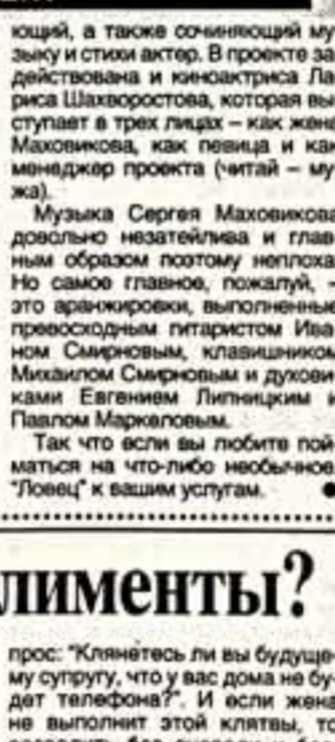 ющий, а также сочиняющий му
зыку и стихи актер. В проекте за
действована и киноактриса Ла
риса Шахворостова, которая вы
ступает в трех лицах – как жена
Маховикова, как певица и как
менеджер проекта (читай – му
жа).
Музыка Сергея Маховикова
довольно незатейлива и глав
ным образом поэтому неплоха
Но самое главное, пожалуй, -
это аранжировки, выполненные
превосходным гитаристом Ива
ном Смирновым, клавишником
Михаилом Смирновым и духови
ками Евгением Липницким и
Павлом Маркеловым.
Так что если вы любите пой
маться на что-либо необычное
"Ловец" к вашим услугам. ●
лименты?
прос: "Клянетесь ли вы будуще
му супругу, что у вас дома не бу
дет телефона?". И если жена
не выполнит этой клятвы, то